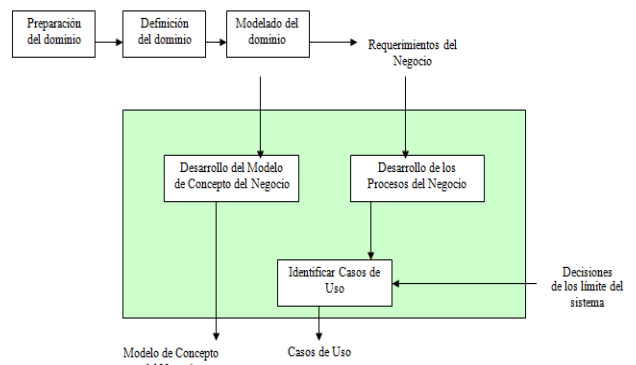 Preparación
del dominio
Definición
del dominio
Modelado del
dominio
Requerimientos del
Negocio
Desarrollo del Modelo
de Concepto del Negocio
Desarrollo de los
Procesos del Negocio
Identificar Casos de
Uso
Decisiones
de los límite del
sistema
Modelo de Concepto
Casos de Uso